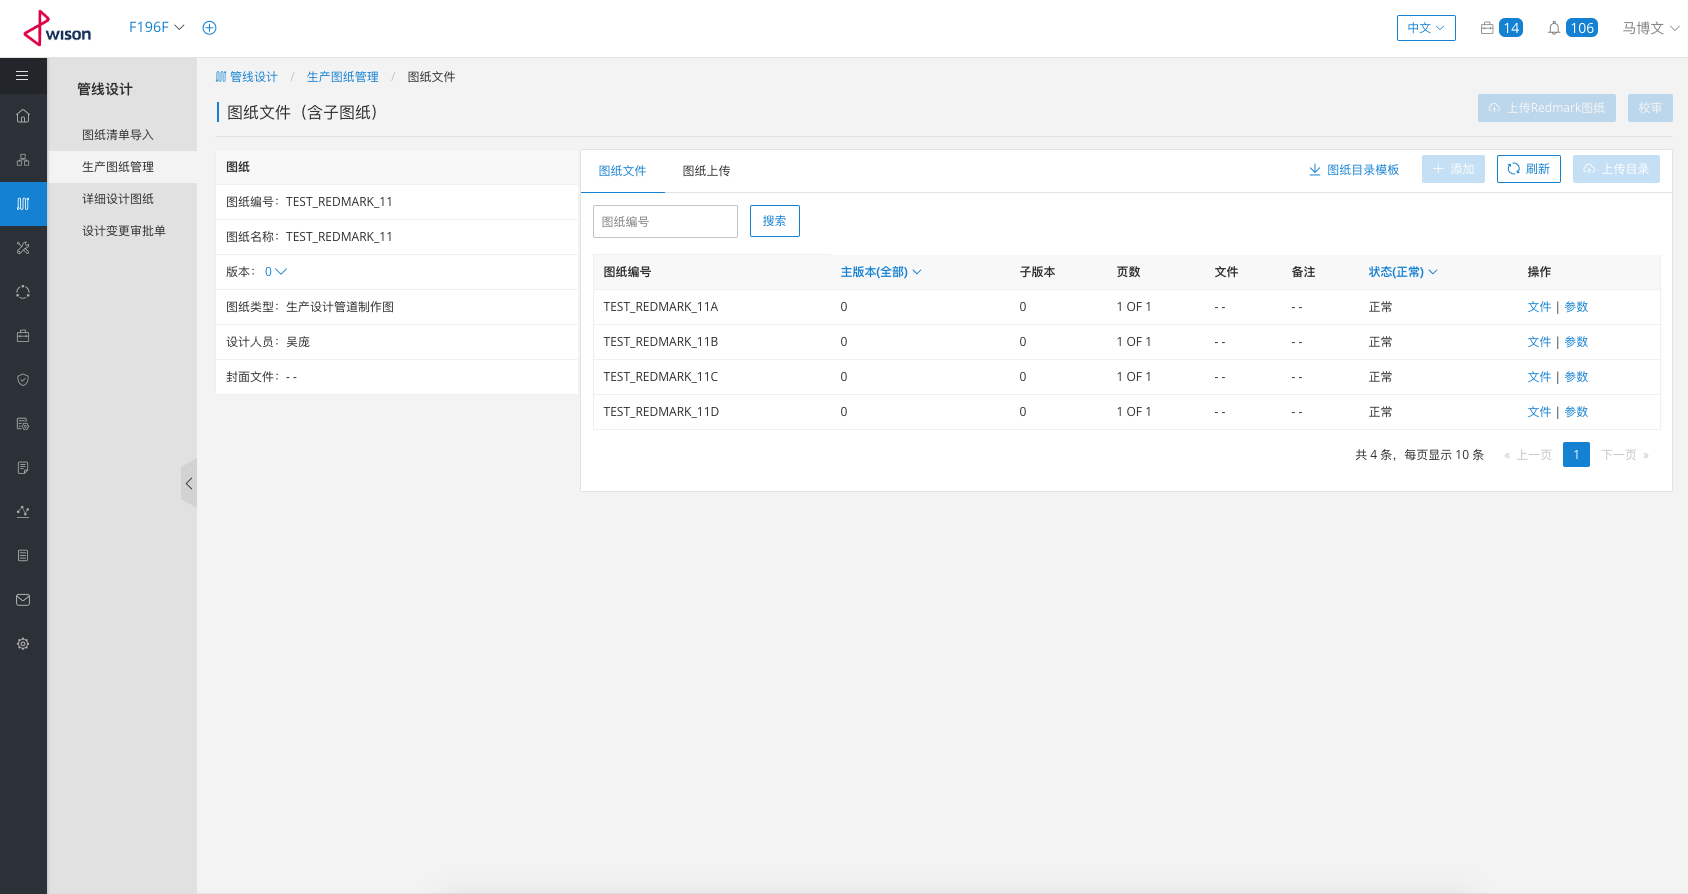 wison
F196F
中文
14
106
马博文
管线设计
图纸清单导入
生产图纸管理
详细设计图纸
设计变更审批单
管线设计 / 生产图纸管理 / 图纸文件
图纸文件（含子图纸）
上传Redmark图纸
校审
图纸
图纸编号：TEST_REDMARK_11
图纸名称：TEST_REDMARK_11
版本：0
图纸类型：生产设计管道制作图
设计人员：吴庞
封面文件：- -
图纸文件 图纸上传
图纸目录模板
添加
刷新
上传目录
图纸编号
搜索
图纸编号 主版本(全部) 子版本 页数 文件 备注 状态(正常) 操作
TEST_REDMARK_11A 0 0 1 OF 1 - - - - 正常 文件 | 参数
TEST_REDMARK_11B 0 0 1 OF 1 - - - - 正常 文件 | 参数
TEST_REDMARK_11C 0 0 1 OF 1 - - - - 正常 文件 | 参数
TEST_REDMARK_11D 0 0 1 OF 1 - - - - 正常 文件 | 参数
共 4 条，每页显示 10 条 « 上一页 1 下一页 »